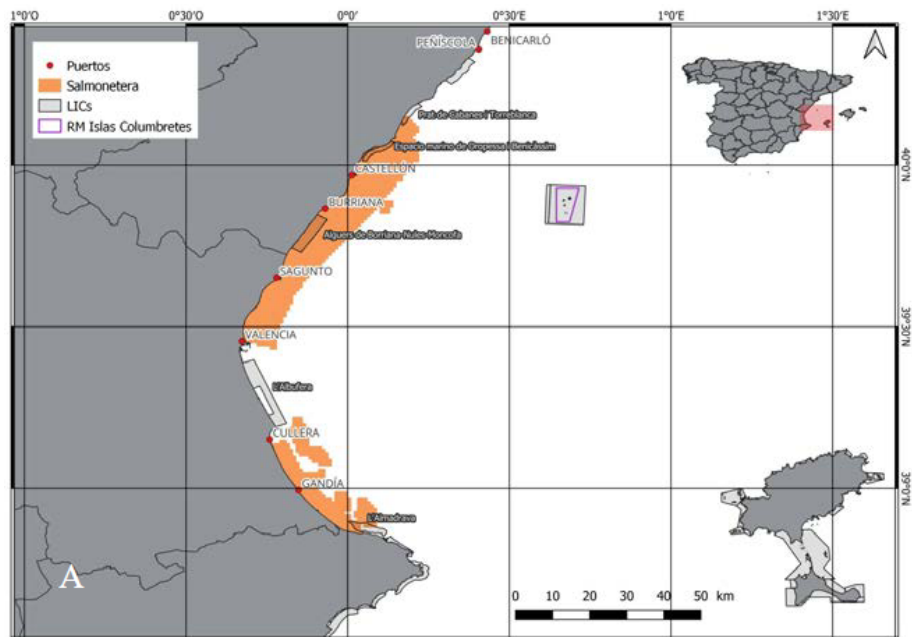 1°0'O 0°30'O 0°0' 0°30'E 1°0'E 1°30'E
Puertos
Salmonetera
LICs
RM Islas Columbretes
PEÑÍSCOLA
BENICARLÓ
Prat de Cabanes i Torreblanca
Espacio marino de Oropesa i Benicàssim
CASTELLÚN
BURRIANA
Alguers de Borriana-Nules-Moncofa
SAGUNTO
VALENCIA
L'Albufera
CULLERA
GANDÍA
L'Almadrava
40°0'N
39°30'N
39°0'N
A
0 10 20 30 40 50 km